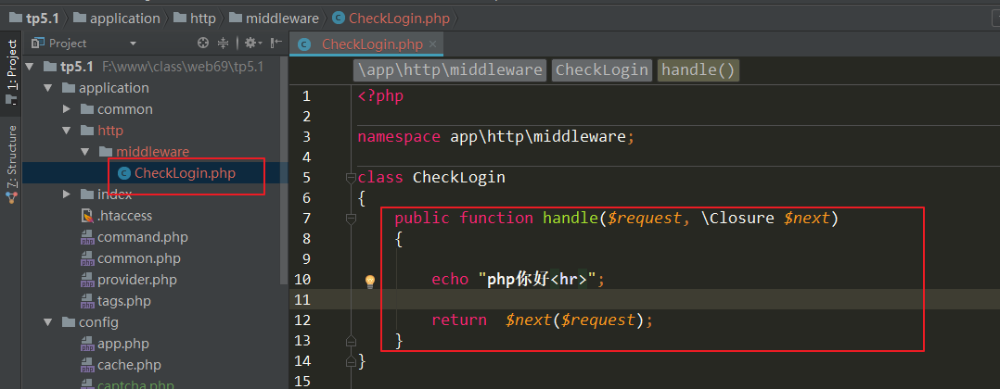 tp5.1 application http middleware CheckLogin.php
Project
CheckLogin.php ×
1: Project
7: Structure
tp5.1 F:\www\class\web69\tp5.1
application
common
http
middleware
CheckLogin.php
index
.htaccess
command.php
common.php
provider.php
tags.php
config
app.php
cache.php
captcha.php
\app\http\middleware CheckLogin handle()
1 <?php
2
3 namespace app\http\middleware;
4
5 class CheckLogin
6 {
7 public function handle($request, \Closure $next)
8 {
9
10 echo "php你好<hr>";
11
12 return  $next($request);
13 }
14 }
15